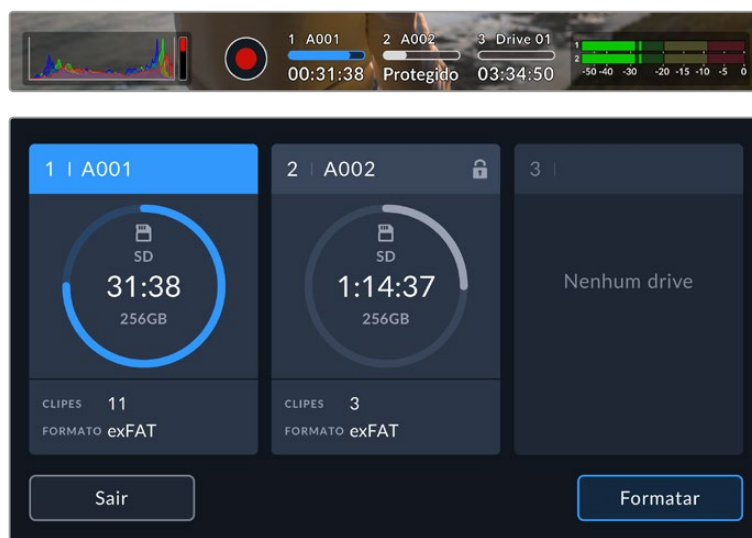 1 A001 2 A002 3 Drive 01
00:31:38 Protegido 03:34:50
1
2
-50 -40 -30 -20 -15 -10 -5 0
1 | A001
SD
31:38
256GB
CLIPES 11
FORMATO exFAT
2 | A002
SD
1:14:37
256GB
CLIPES 3
FORMATO exFAT
3 |
Nenhum drive
Sair
Formatar